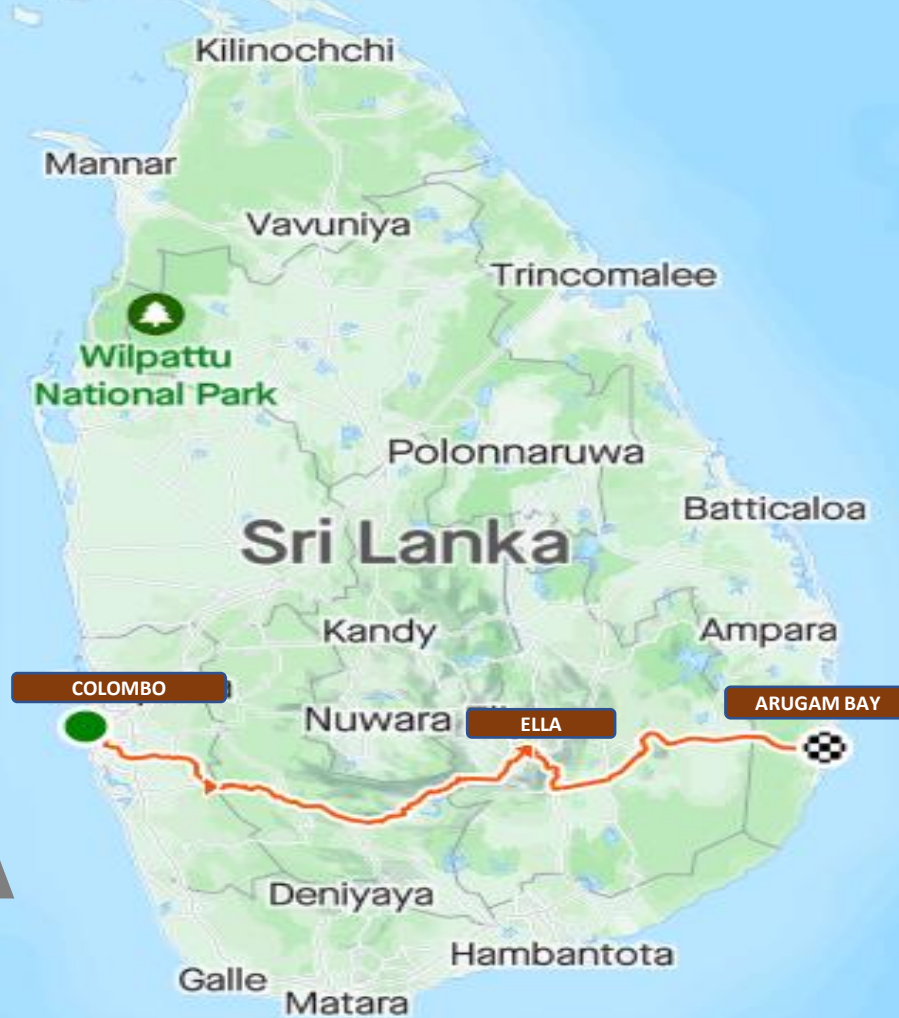 Kilinochchi
Mannar
Vavuniya
Trincomalee
Wilpattu
National Park
Polonnaruwa
Batticaloa
Sri Lanka
Kandy
Ampara
COLOMBO
ARUGAM BAY
Nuwara
ELLA
Deniyaya
Hambantota
Galle
Matara